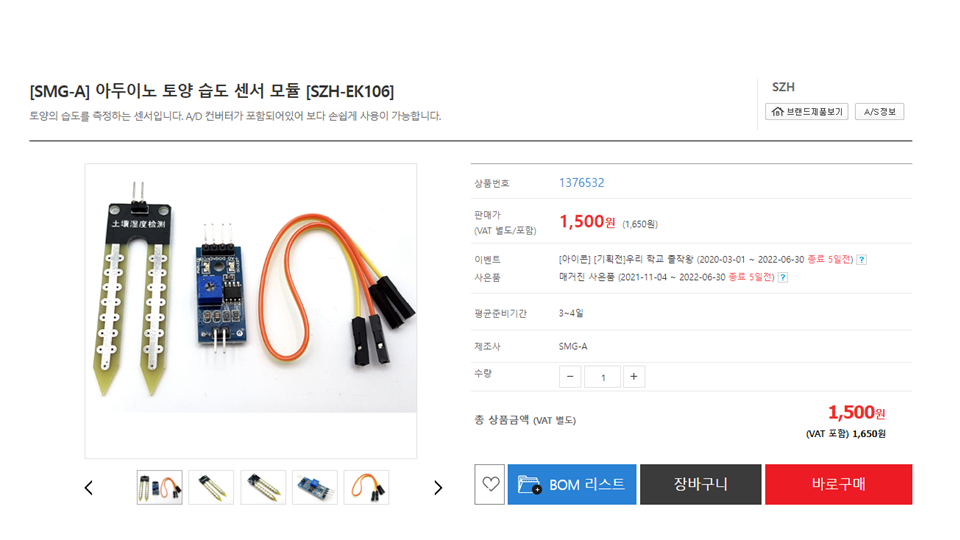 [SMG-A] 아두이노 토양 습도 센서 모듈 [SZH-EK106]
토양의 습도를 측정하는 센서입니다. A/D 컨버터가 포함되어있어 보다 손쉽게 사용이 가능합니다.
SZH
브랜드제품보기 A/S정보
土壤湿度检测
상품번호 1376532
판매가
(VAT 별도/포함)
1,500원 (1,650원)
이벤트 [아이콘] [기획전]우리 학교 출작왕 (2020-03-01 ~ 2022-06-30 종료 5일전) ?
사은품 매거진 사은품 (2021-11-04 ~ 2022-06-30 종료 5일전) ?
평균준비기간 3~4일
제조사 SMG-A
수량 − 1 +
총 상품금액 (VAT 별도) 1,500원
(VAT 포함) 1,650원
BOM 리스트 장바구니 바로구매